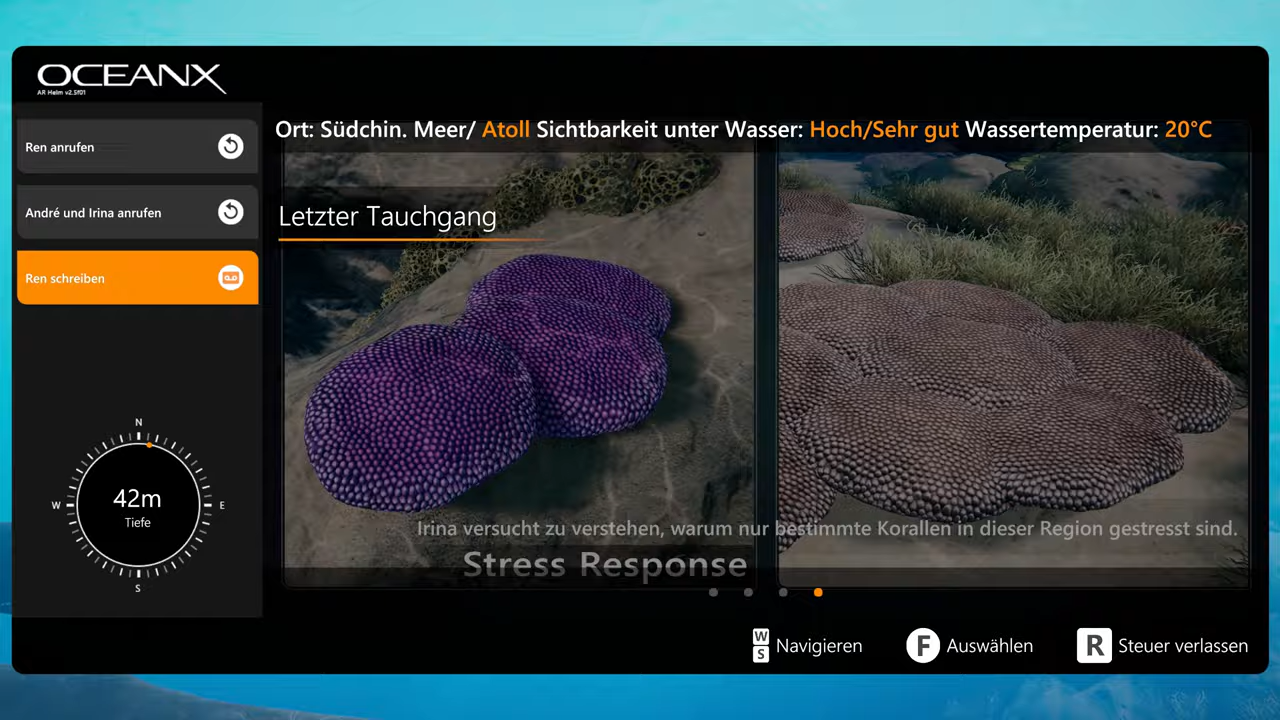 OCEANX
AR Helm v2.5f01
Ren anrufen
André und Irina anrufen
Ren schreiben
N
W
E
S
42m
Tiefe
Ort: Südchin. Meer/ Atoll Sichtbarkeit unter Wasser: Hoch/Sehr gut Wassertemperatur: 20°C
Letzter Tauchgang
Irina versucht zu verstehen, warum nur bestimmte Korallen in dieser Region gestresst sind.
Stress Response
W
S
Navigieren
F
Auswählen
R
Steuer verlassen